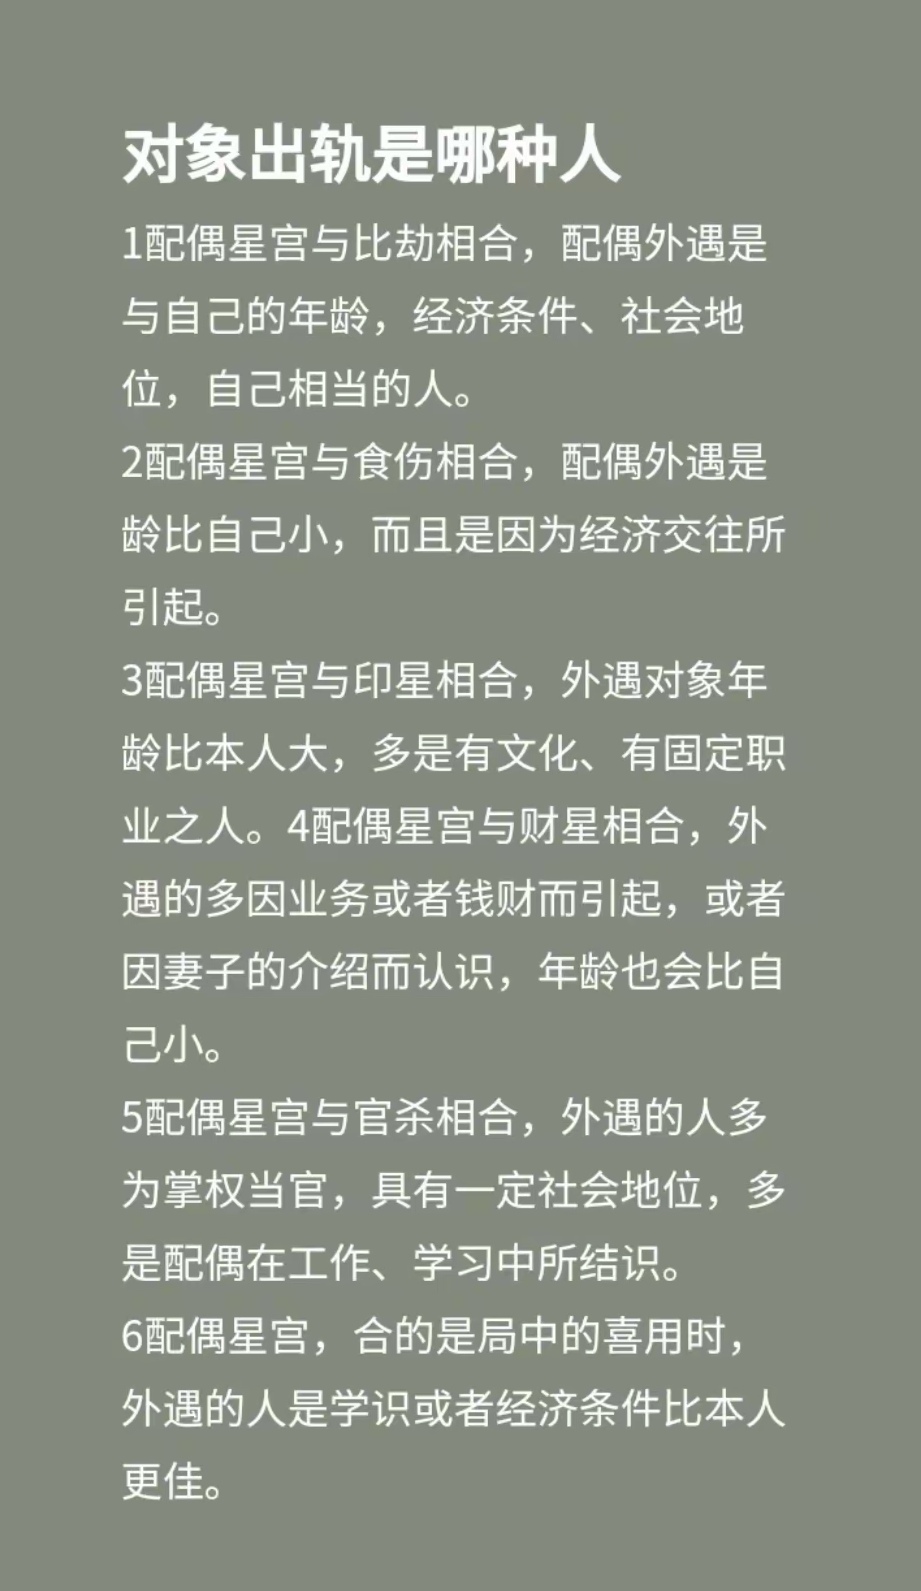 对象出轨是哪种人
1配偶星宫与比劫相合，配偶外遇是
与自己的年龄，经济条件、社会地
位，自己相当的人。
2配偶星宫与食伤相合，配偶外遇是
龄比自己小，而且是因为经济交往所
引起。
3配偶星宫与印星相合，外遇对象年
龄比本人大，多是有文化、有固定职
业之人。4配偶星宫与财星相合，外
遇的多因业务或者钱财而引起，或者
因妻子的介绍而认识，年龄也会比自
己小。
5配偶星宫与官杀相合，外遇的人多
为掌权当官，具有一定社会地位，多
是配偶在工作、学习中所结识。
6配偶星宫，合的是局中的喜用时，
外遇的人是学识或者经济条件比本人
更佳。